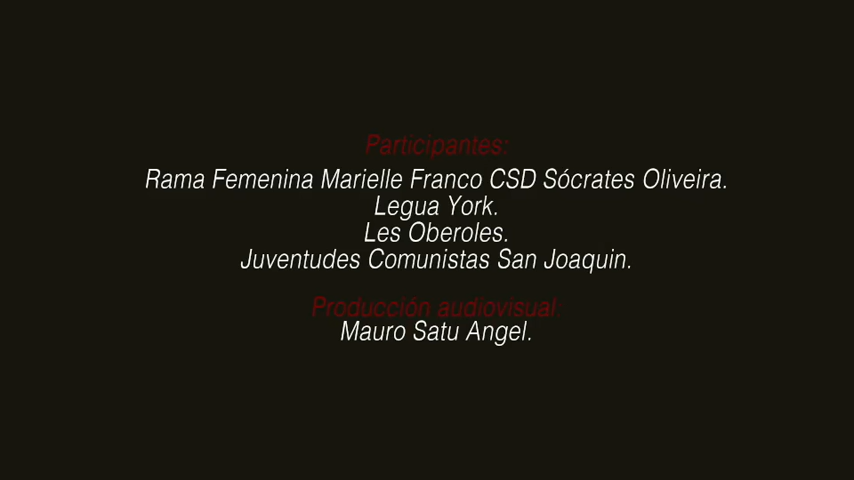 Participantes:
Rama Femenina Marielle Franco CSD Sócrates Oliveira.
Legua York.
Les Oberoles.
Juventudes Comunistas San Joaquin.
Producción audiovisual:
Mauro Satu Angel.